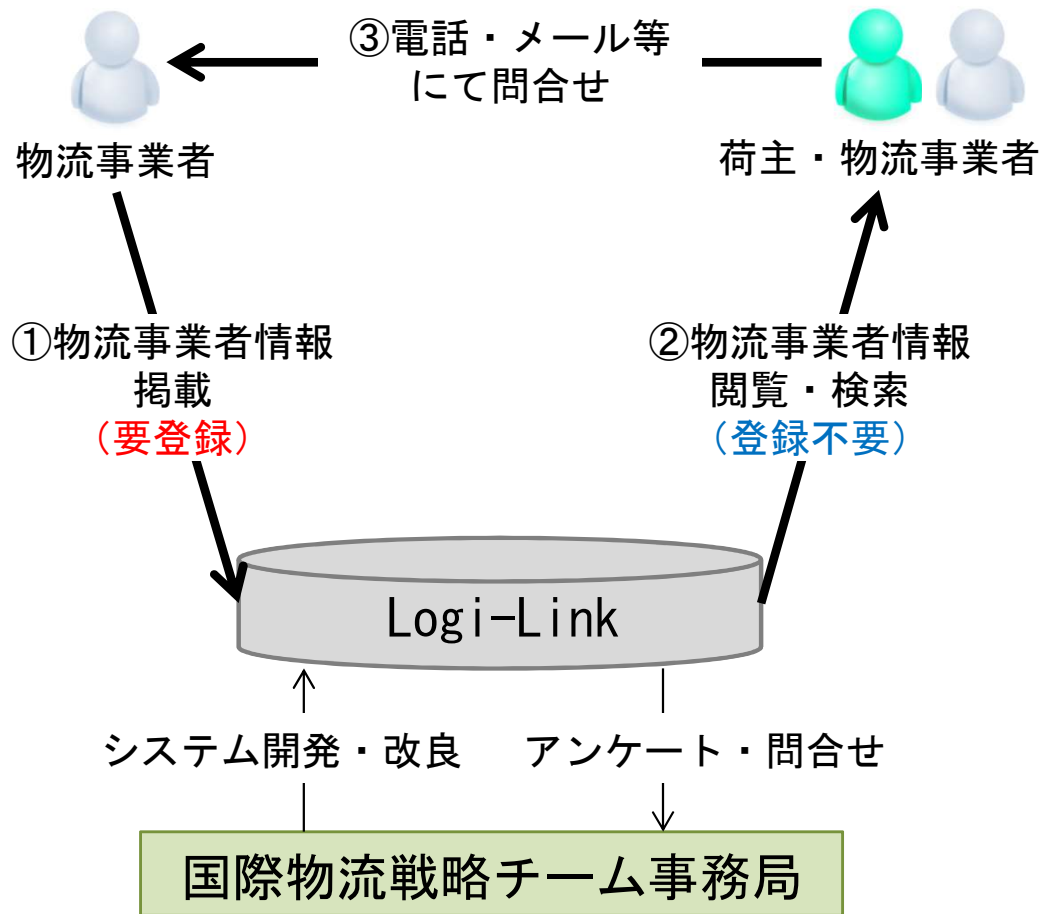 ③電話・メール等
にて問合せ
物流事業者
荷主・物流事業者
①物流事業者情報
掲載
（要登録）
②物流事業者情報
閲覧・検索
（登録不要）
Logi-Link
システム開発・改良
アンケート・問合せ
国際物流戦略チーム事務局